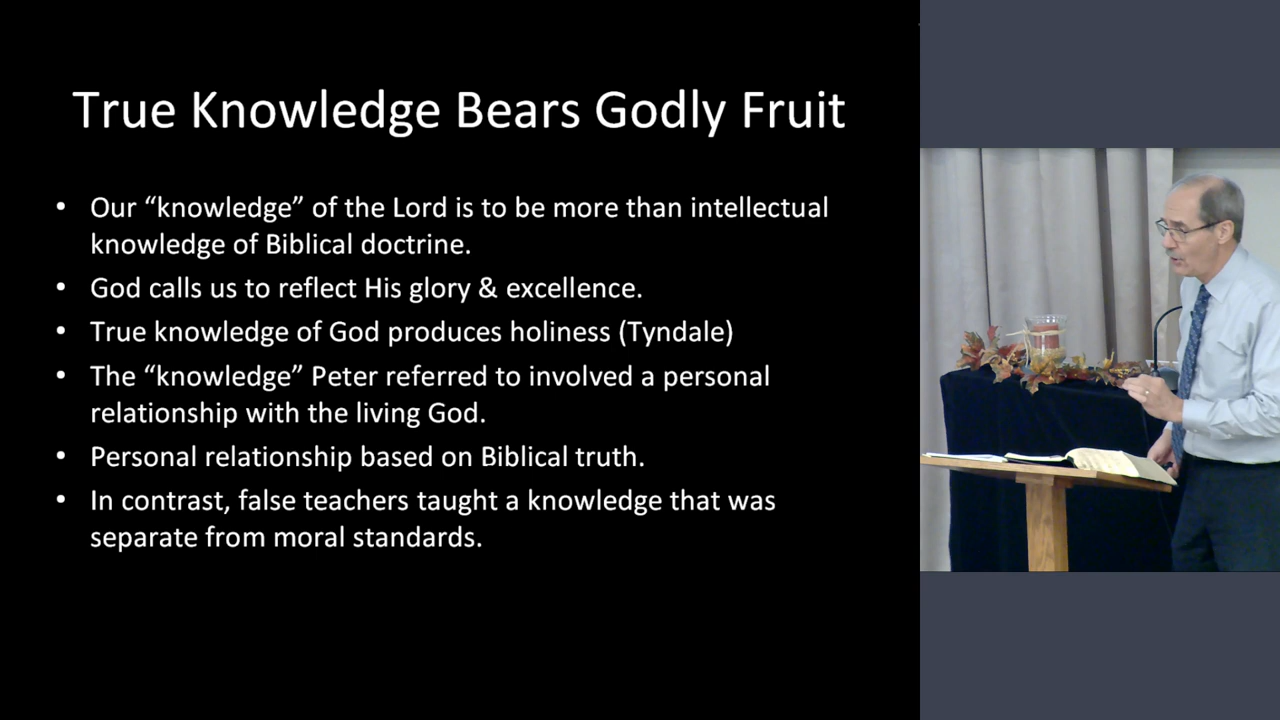 True Knowledge Bears Godly Fruit
• Our “knowledge” of the Lord is to be more than intellectual
knowledge of Biblical doctrine.
• God calls us to reflect His glory & excellence.
• True knowledge of God produces holiness (Tyndale)
• The “knowledge” Peter referred to involved a personal
relationship with the living God.
• Personal relationship based on Biblical truth.
• In contrast, false teachers taught a knowledge that was
separate from moral standards.